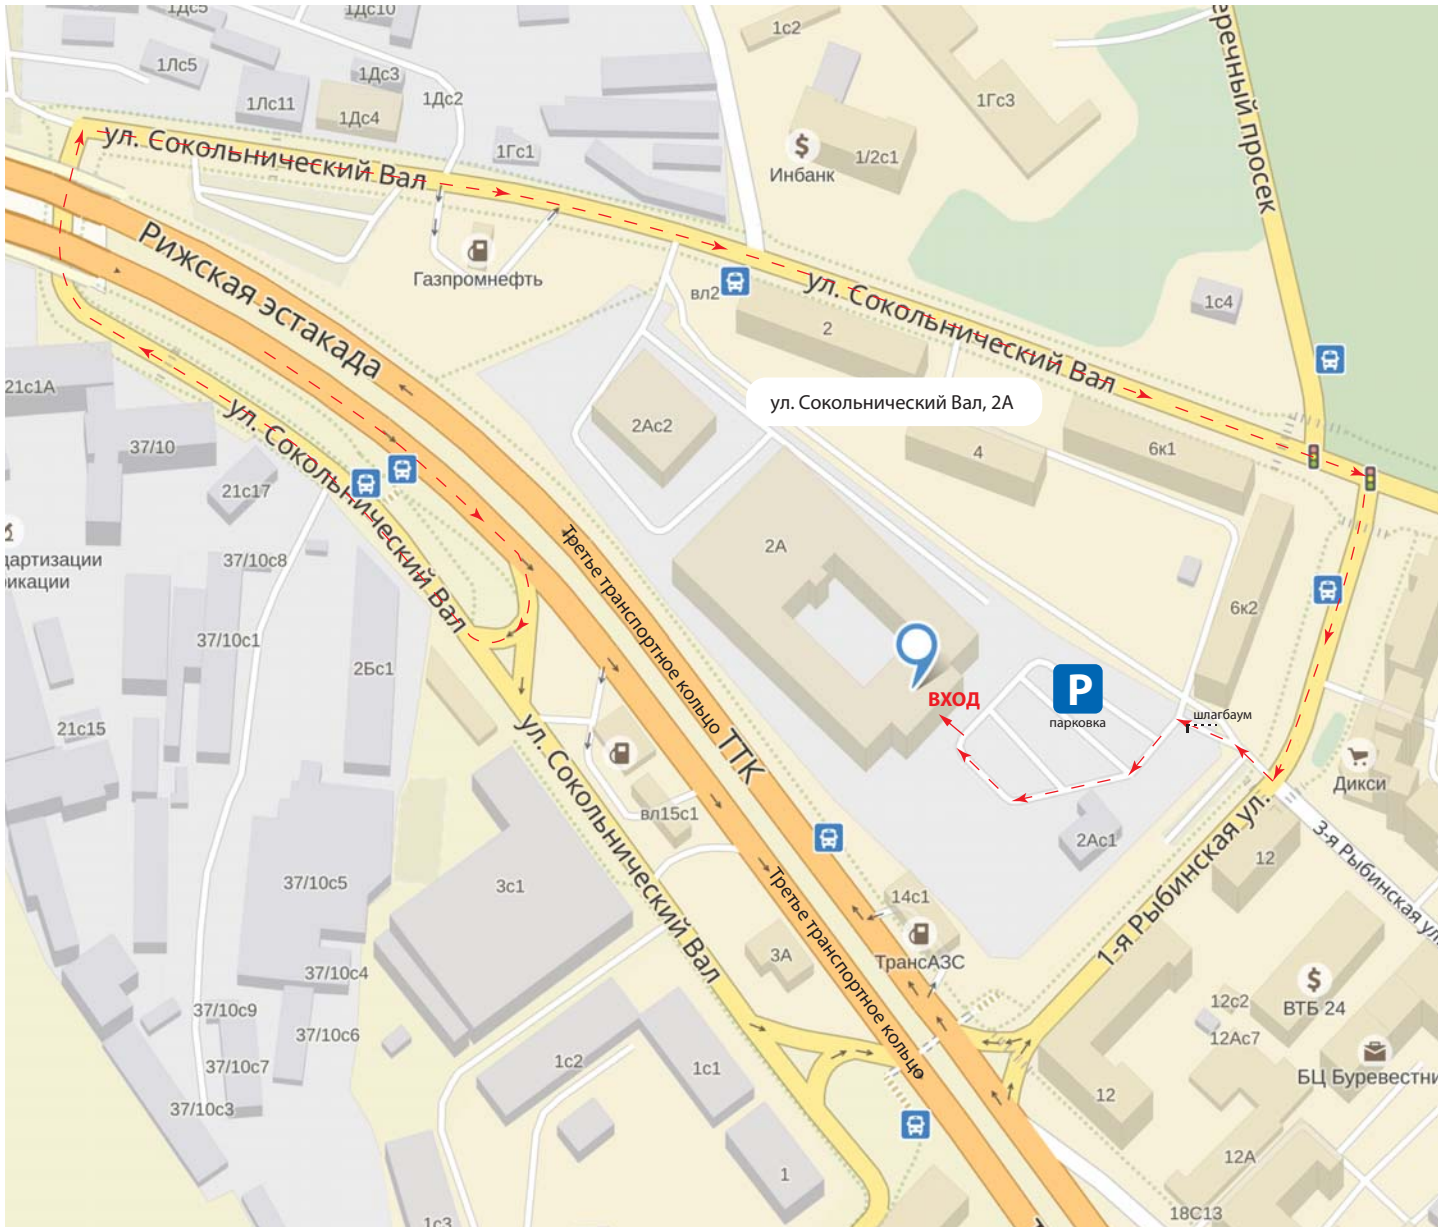 1Дс5
1Дс10
1с2
1Лс5
1Дс3
1Дс2
1Лс11
1Дс4
1Гс3
еречный просек
ул. Сокольнический Вал
1Гс1
Инбанк
1/2с1
Рижская эстакада
Газпромнефть
вл2
ул. Сокольнический Вал
1с4
2
21с1А
ул. Сокольнический Вал, 2А
ул. Сокольнический Вал
37/10
2Ас2
4
6к1
21с17
Третье транспортное кольцо
2А
дартизации
икации
37/10с8
6к2
37/10с1
2Бс1
ВХОД
P
парковка
шлагбаум
21с15
ул. Сокольнический Вал
ТТК
Дикси
вл15с1
2Ас1
3-я Рыбинская ул.
12
1-я Рыбинская ул.
37/10с5
3с1
Третье транспортное кольцо
14с1
3А
ТрансАЗС
37/10с4
ВТБ 24
12с2
37/10с9
37/10с6
12Ас7
37/10с7
1с2
1с1
БЦ Буревестни
37/10с3
12
12А
1
18С13
1с3